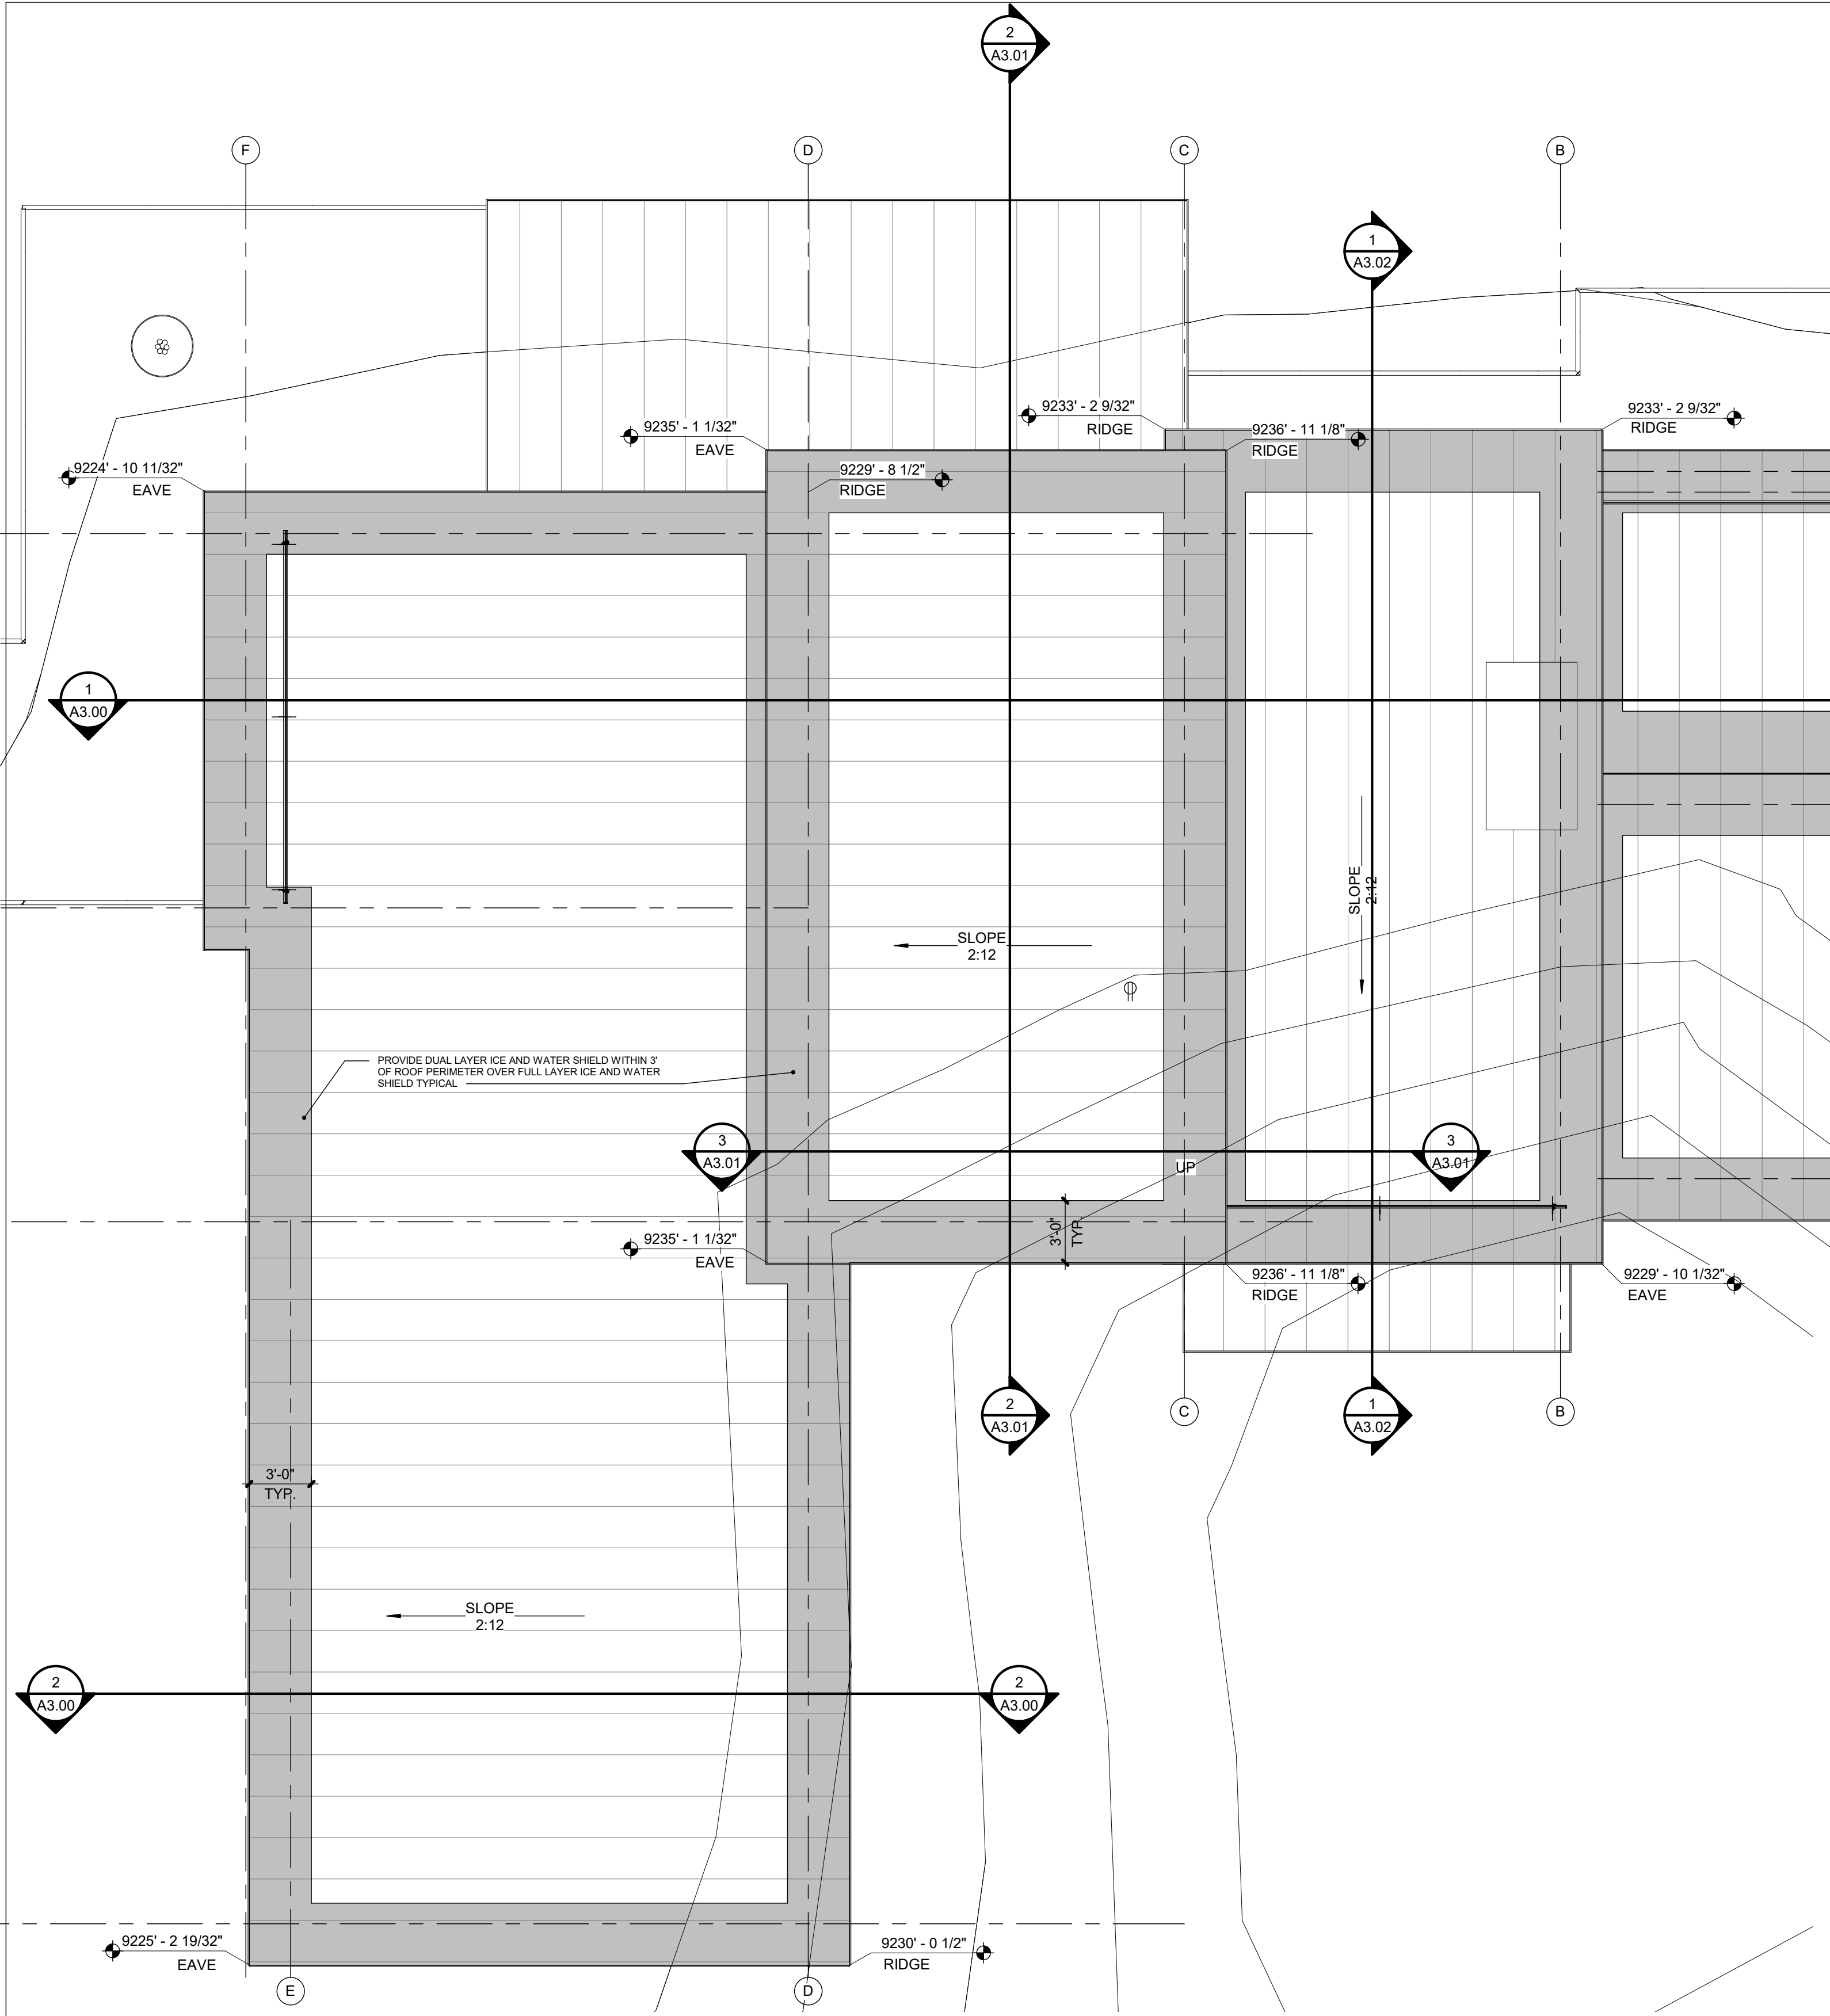 2
A3.01
F
D
C
B
1
A3.02
9233' - 2 9/32"
RIDGE
9233' - 2 9/32"
RIDGE
9235' - 1 1/32"
EAVE
9236' - 11 1/8"
RIDGE
9224' - 10 11/32"
EAVE
9229' - 8 1/2"
RIDGE
1
A3.00
SLOPE
2:12
SLOPE
2:12
PROVIDE DUAL LAYER ICE AND WATER SHIELD WITHIN 3'
OF ROOF PERIMETER OVER FULL LAYER ICE AND WATER
SHIELD TYPICAL
3
A3.01
3
A3.01
UP
3'-0"
TYP.
9235' - 1 1/32"
EAVE
9236' - 11 1/8"
RIDGE
9229' - 10 1/32"
EAVE
2
A3.01
C
1
A3.02
B
3'-0"
TYP.
SLOPE
2:12
2
A3.00
2
A3.00
9225' - 2 19/32"
EAVE
9230' - 0 1/2"
RIDGE
E
D